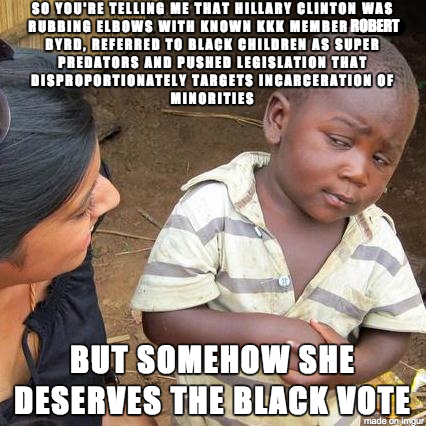 SO YOU'RE TELLING ME THAT HILLARY CLINTON WAS
RUBBING ELBOWS WITH KNOWN KKK MEMBER ROBERT
BYRD, REFERRED TO BLACK CHILDREN AS SUPER
PREDATORS AND PUSHED LEGISLATION THAT
DISPROPORTIONATELY TARGETS INCARCERATION OF
MINORITIES
BUT SOMEHOW SHE
DESERVES THE BLACK VOTE
made on imgur